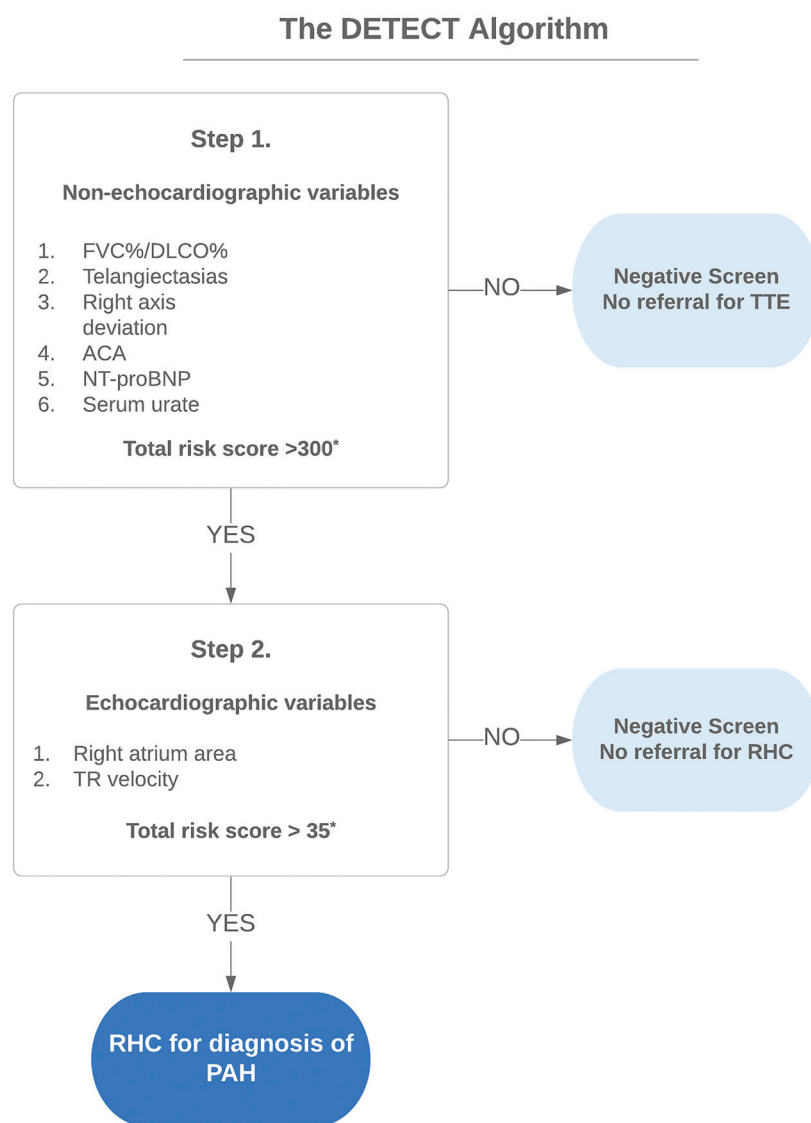 The DETECT Algorithm
Step 1.
Non-echocardiographic variables
1. FVC%/DLCO%
2. Telangiectasias
3. Right axis
deviation
4. ACA
5. NT-proBNP
6. Serum urate
Total risk score >300*
NO
Negative Screen
No referral for TTE
YES
Step 2.
Echocardiographic variables
1. Right atrium area
2. TR velocity
Total risk score > 35*
NO
Negative Screen
No referral for RHC
YES
RHC for diagnosis of
PAH